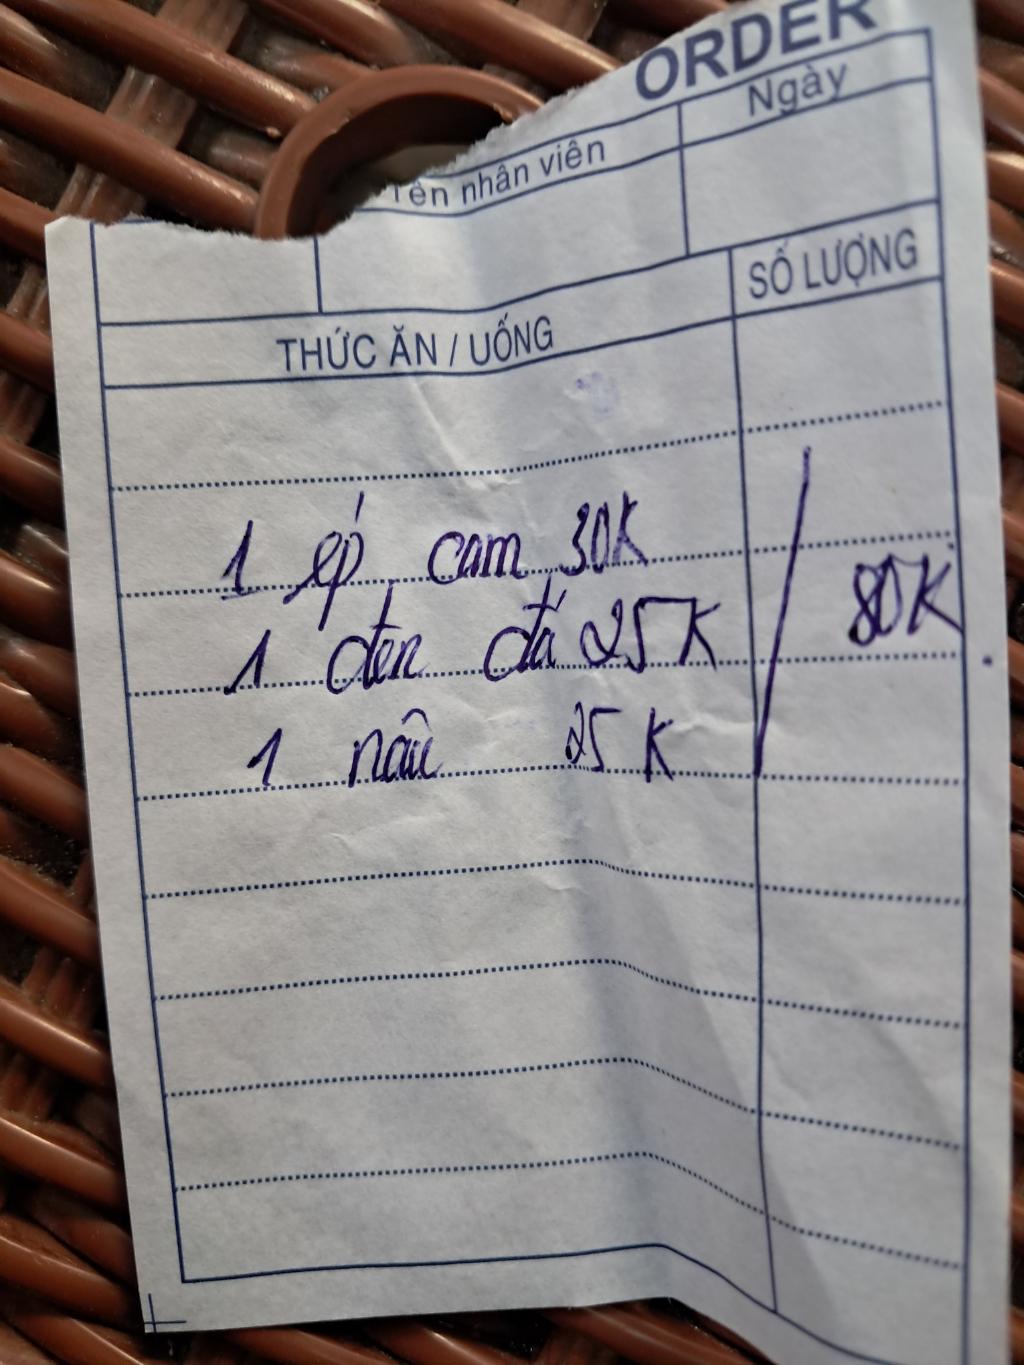 ORDER
Tên nhân viên
Ngày
THỨC ĂN / UỐNG
SỐ LƯỢNG
1 ép cam 30K
1 đen đá 25K
80K
1 nâu 25K